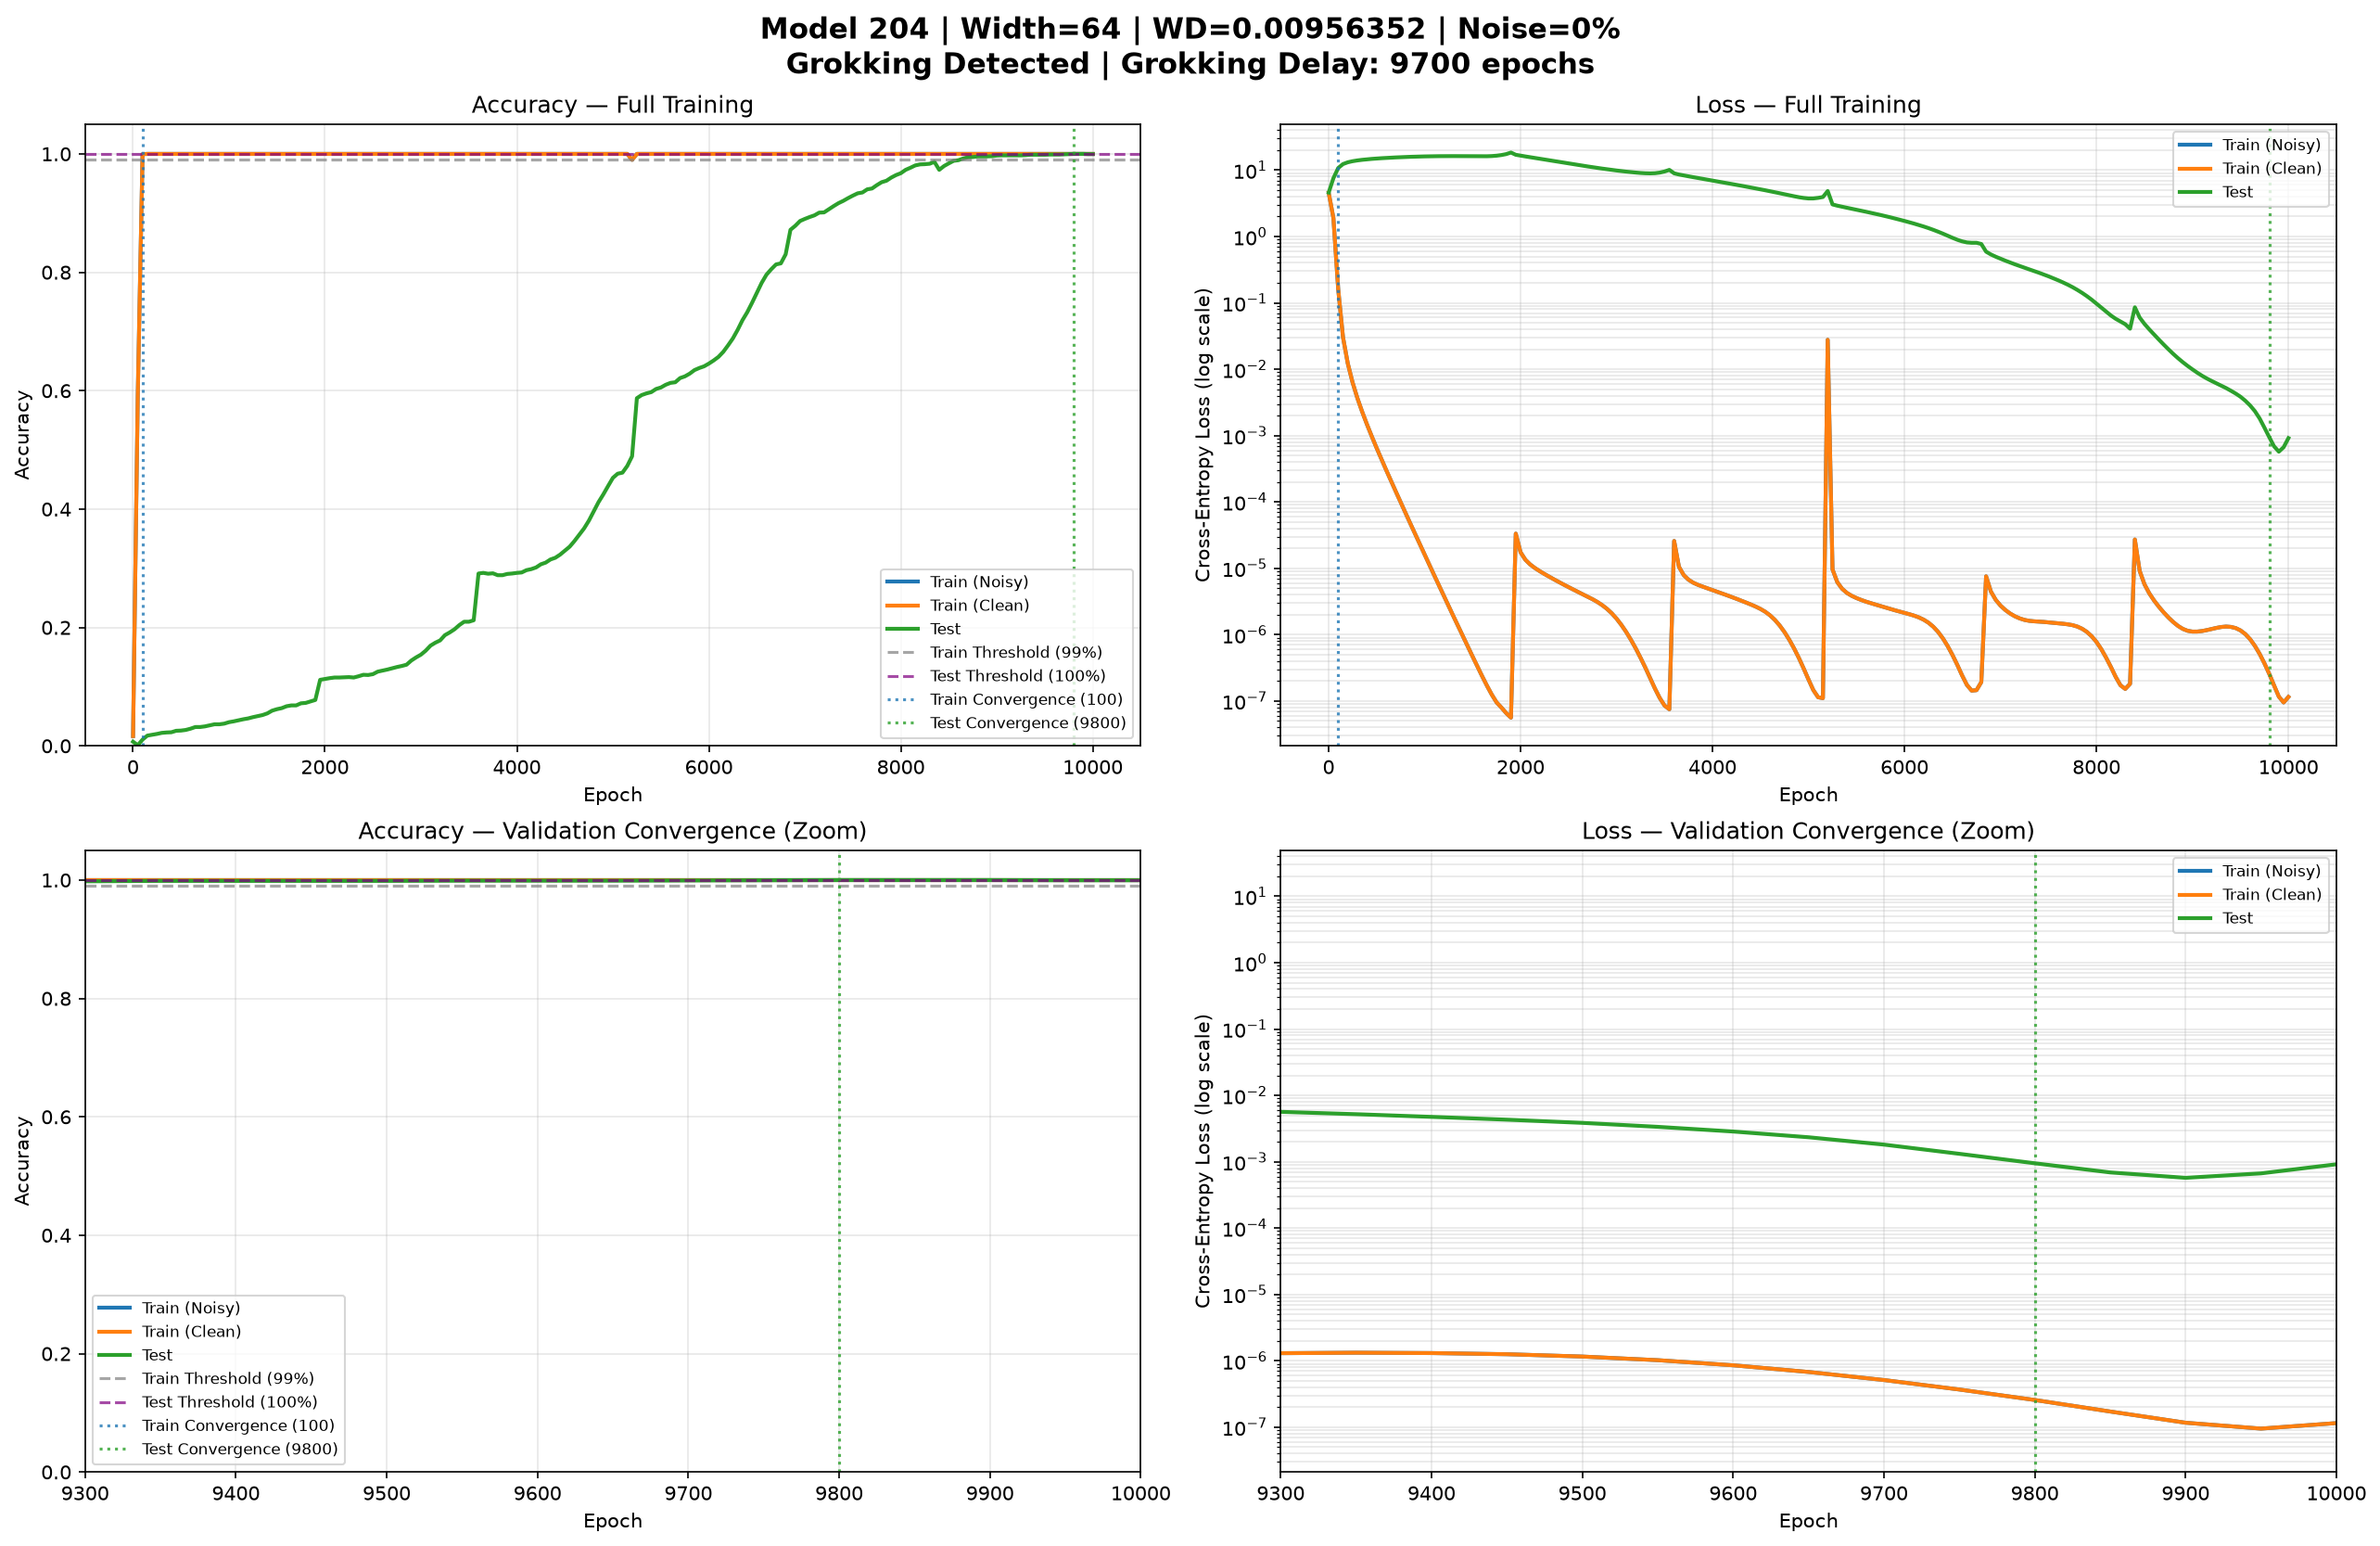 Model 204 | Width=64 | WD=0.00956352 | Noise=0%
Grokking Detected | Grokking Delay: 9700 epochs
Accuracy — Full Training
Accuracy
1.0
0.8
0.6
0.4
0.2
0.0
0
2000
4000
6000
8000
10000
Epoch
Train (Noisy)
Train (Clean)
Test
Train Threshold (99%)
Test Threshold (100%)
Train Convergence (100)
Test Convergence (9800)
Loss — Full Training
Cross-Entropy Loss (log scale)
10¹
10⁰
10⁻¹
10⁻²
10⁻³
10⁻⁴
10⁻⁵
10⁻⁶
10⁻⁷
0
2000
4000
6000
8000
10000
Epoch
Train (Noisy)
Train (Clean)
Test
Accuracy — Validation Convergence (Zoom)
Accuracy
1.0
0.8
0.6
0.4
0.2
0.0
9300
9400
9500
9600
9700
9800
9900
10000
Epoch
Train (Noisy)
Train (Clean)
Test
Train Threshold (99%)
Test Threshold (100%)
Train Convergence (100)
Test Convergence (9800)
Loss — Validation Convergence (Zoom)
Cross-Entropy Loss (log scale)
10¹
10⁰
10⁻¹
10⁻²
10⁻³
10⁻⁴
10⁻⁵
10⁻⁶
10⁻⁷
9300
9400
9500
9600
9700
9800
9900
10000
Epoch
Train (Noisy)
Train (Clean)
Test